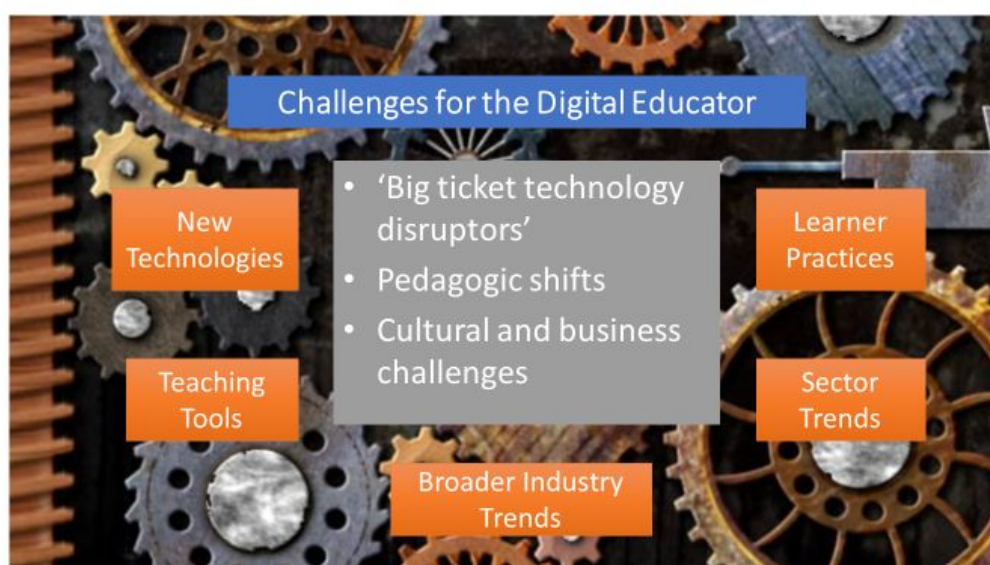 Challenges for the Digital Educator
• ‘Big ticket technology
disruptors’
• Pedagogic shifts
• Cultural and business
challenges
New
Technologies
Learner
Practices
Teaching
Tools
Sector
Trends
Broader Industry
Trends